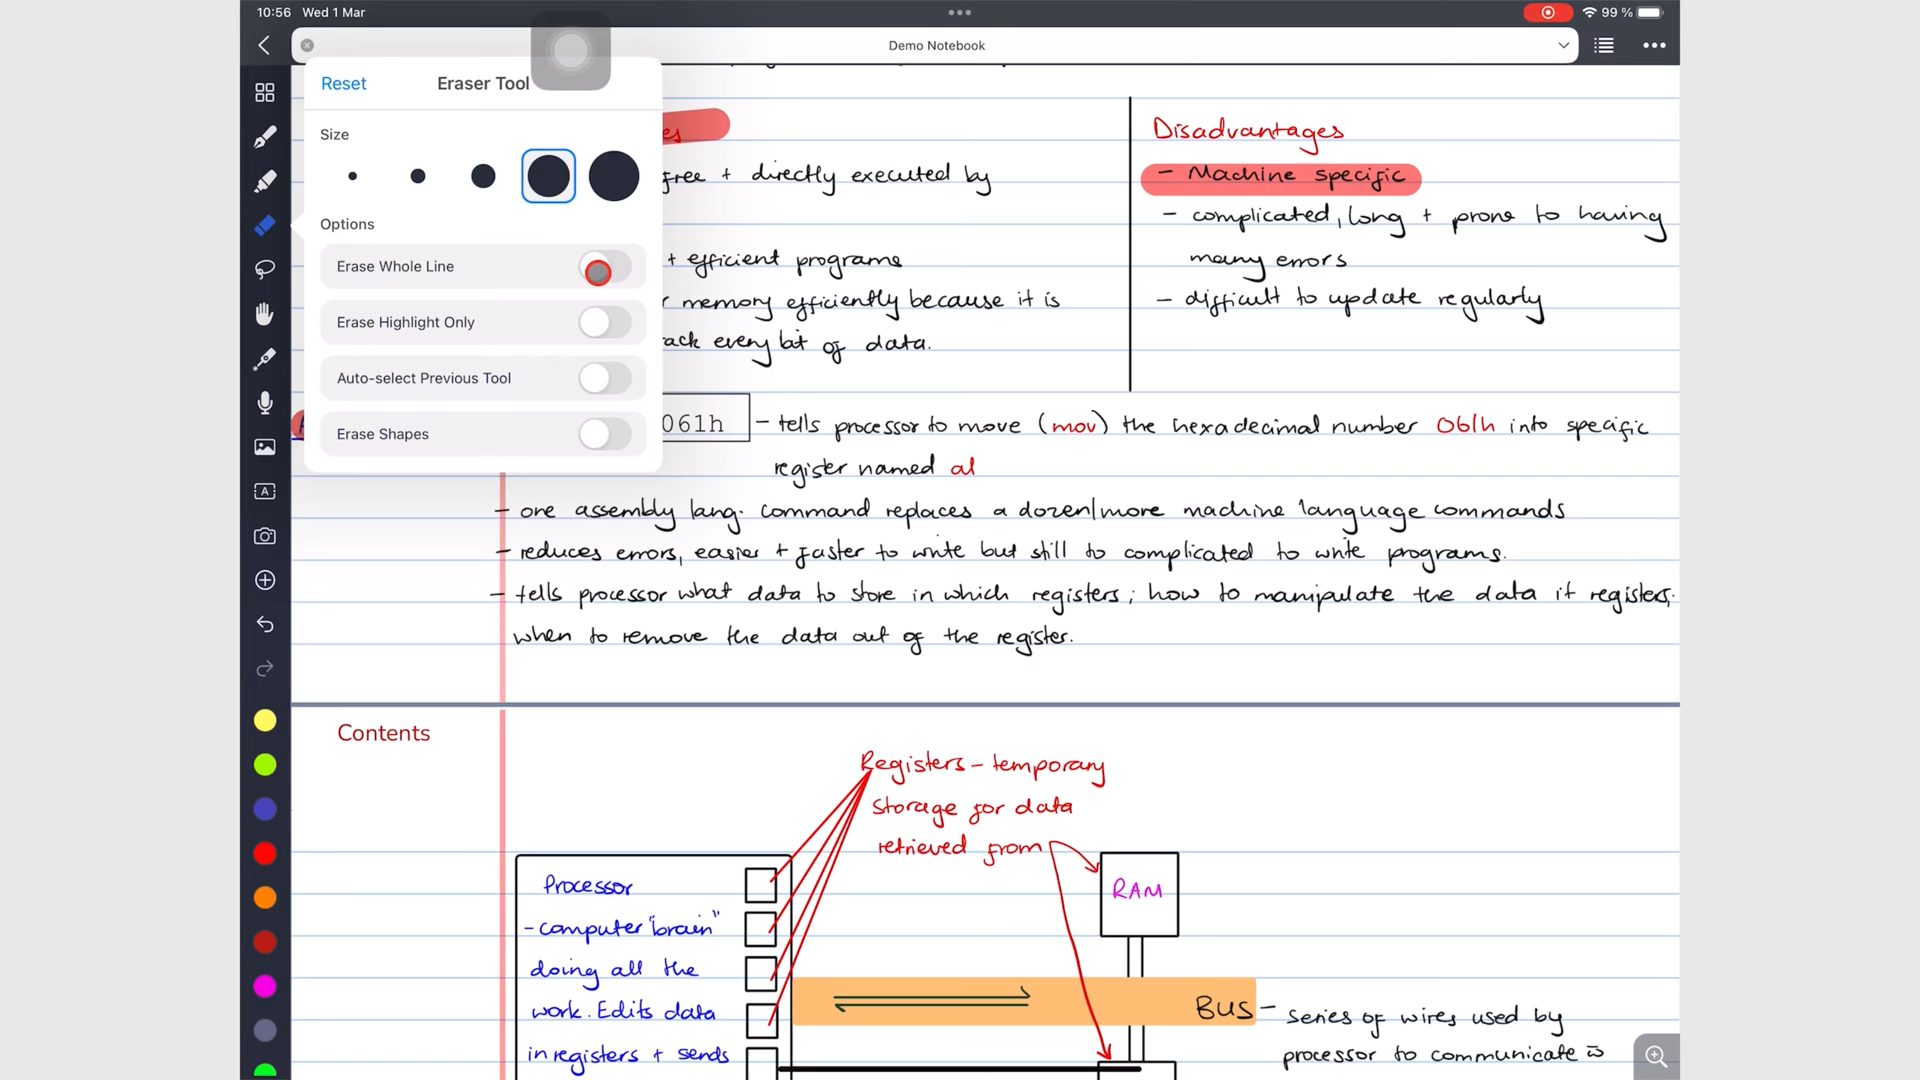 10:56 Wed 1 Mar
99 %
Demo Notebook
Reset
Eraser Tool
Size
Options
Erase Whole Line
Erase Highlight Only
Auto-select Previous Tool
Erase Shapes
es
free + directly executed by
+ efficient programs
r memory efficiently because it is
ack every bit of data.
Disadvantages
- Machine specific
- complicated, long + prone to having
many errors
- difficult to update regularly
061h
- tells processor to move (mov) the hexadecimal number 061h into specific
register named al
- one assembly lang. command replaces a dozen/more machine language commands
- reduces errors, easier + faster to write but still to complicated to write programs.
- tells processor what data to store in which registers; how to manipulate the data it registers;
when to remove the data out of the register.
Contents
Registers - temporary
storage for data
retrieved from
Processor
- computer "brain"
doing all the
work. Edits data
in registers + sends
RAM
BUS - series of wires used by
processor to communicate